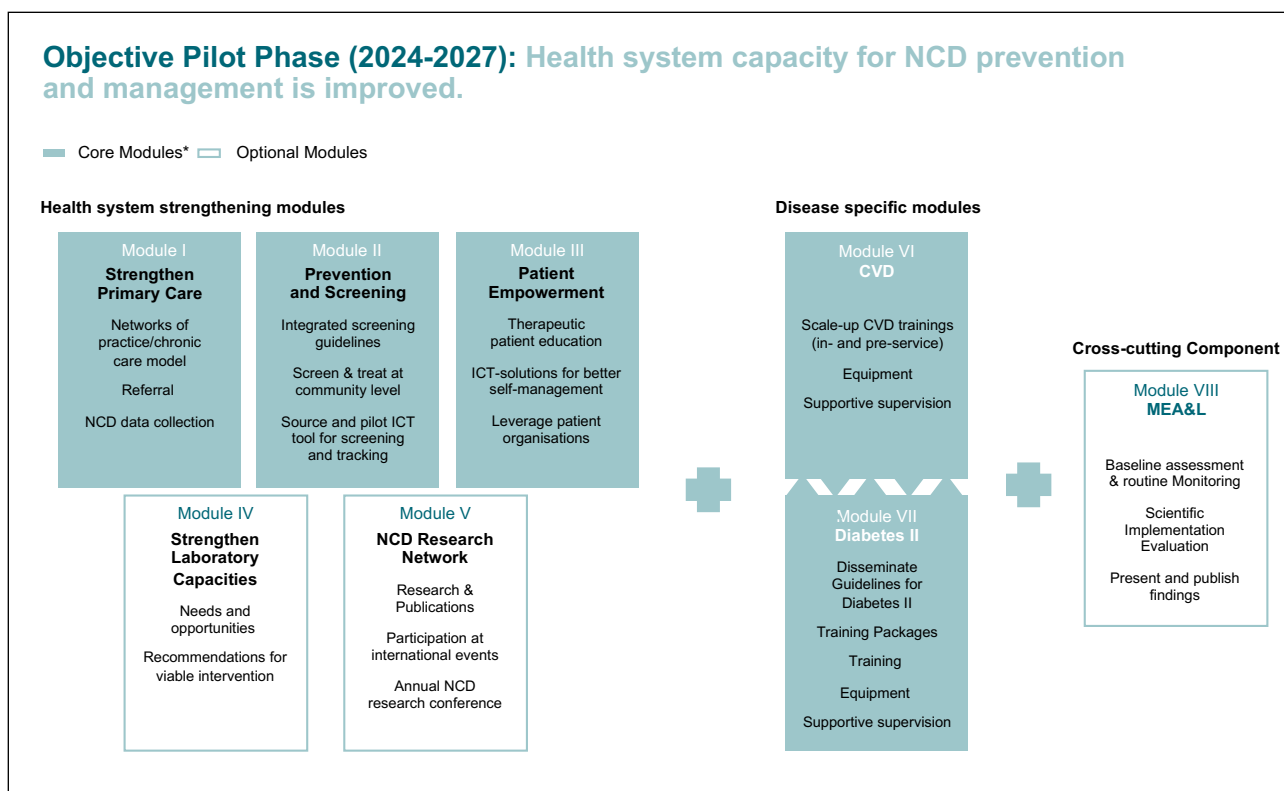 Objective Pilot Phase (2024-2027): Health system capacity for NCD prevention
and management is improved.
Core Modules*
Optional Modules
Health system strengthening modules
Module I
Strengthen
Primary Care
Networks of
practice/chronic
care model
Referral
NCD data collection
Module II
Prevention
and Screening
Integrated screening
guidelines
Screen & treat at
community level
Source and pilot ICT
tool for screening
and tracking
Module III
Patient
Empowerment
Therapeutic
patient education
ICT-solutions for better
self-management
Leverage patient
organisations
Module IV
Strengthen
Laboratory
Capacities
Needs and
opportunities
Recommendations for
viable intervention
Module V
NCD Research
Network
Research &
Publications
Participation at
international events
Annual NCD
research conference
Disease specific modules
Module VI
CVD
Scale-up CVD trainings
(in- and pre-service)
Equipment
Supportive supervision
Module VII
Diabetes II
Disseminate
Guidelines for
Diabetes II
Training Packages
Training
Equipment
Supportive supervision
Cross-cutting Component
Module VIII
MEA&L
Baseline assessment
& routine Monitoring
Scientific
Implementation
Evaluation
Present and publish
findings